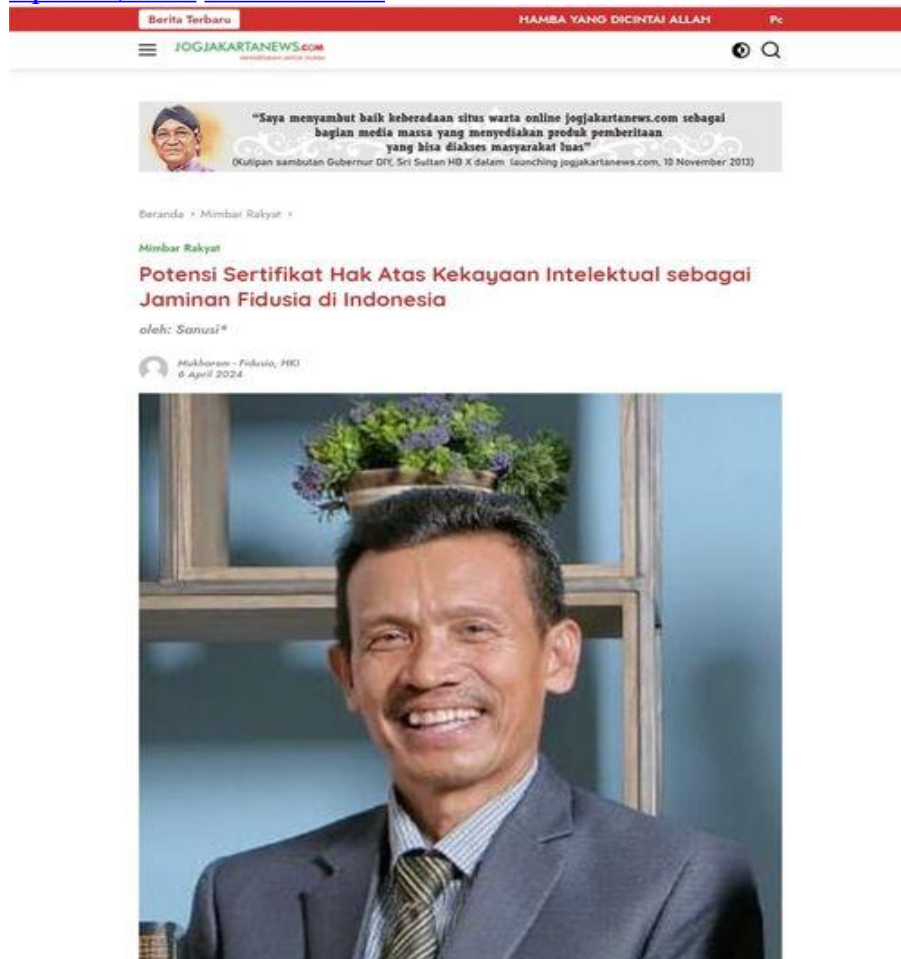 Berita Terbaru
HAMBA YANG DICINTAI ALLAH
Po
JOGJAKARTANEWS.COM
"Saya menyambut baik keberadaan situs warta online jogjakartanews.com sebagai
bagian media massa yang menyediakan produk pemberitaan
yang bisa diakses masyarakat luas"
(Kutipan sambutan Gubernur DIY, Sri Sultan HB X dalam launching jogjakartanews.com, 10 November 2013)
Beranda › Mimbar Rakyat ›
Mimbar Rakyat
Potensi Sertifikat Hak Atas Kekayaan Intelektual sebagai
Jaminan Fidusia di Indonesia
oleh: Sanusi*
Mukharom - Fidusia, HKI
6 April 2024